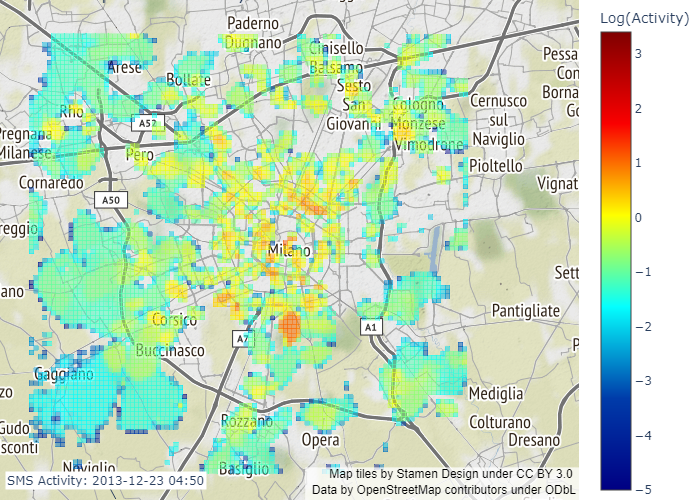 Log(Activity)
3
2
1
0
−1
−2
−3
−4
−5
Paderno
Dugnano
Cinisello
Balsamo
Arese
Bollate
Sesto
San
Giovanni
Cologno
Monzese
Vimodrone
Cernusco
sul
Naviglio
Pioltello
Pessa
Con
Borna
Rho
A52
Pregnana
Milanese
Pero
Cornaredo
A50
Vignat
reggio
Milano
Sett
ano
Pantigliate
Corsico
A7
A1
Buccinasco
Gaggiano
Mediglia
Rozzano
Opera
Colturano
Dresano
Gudo
sconti
Noviglio
Basiglio
SMS Activity: 2013-12-23 04:50
Map tiles by Stamen Design under CC BY 3.0
Data by OpenStreetMap contributors under ODbL